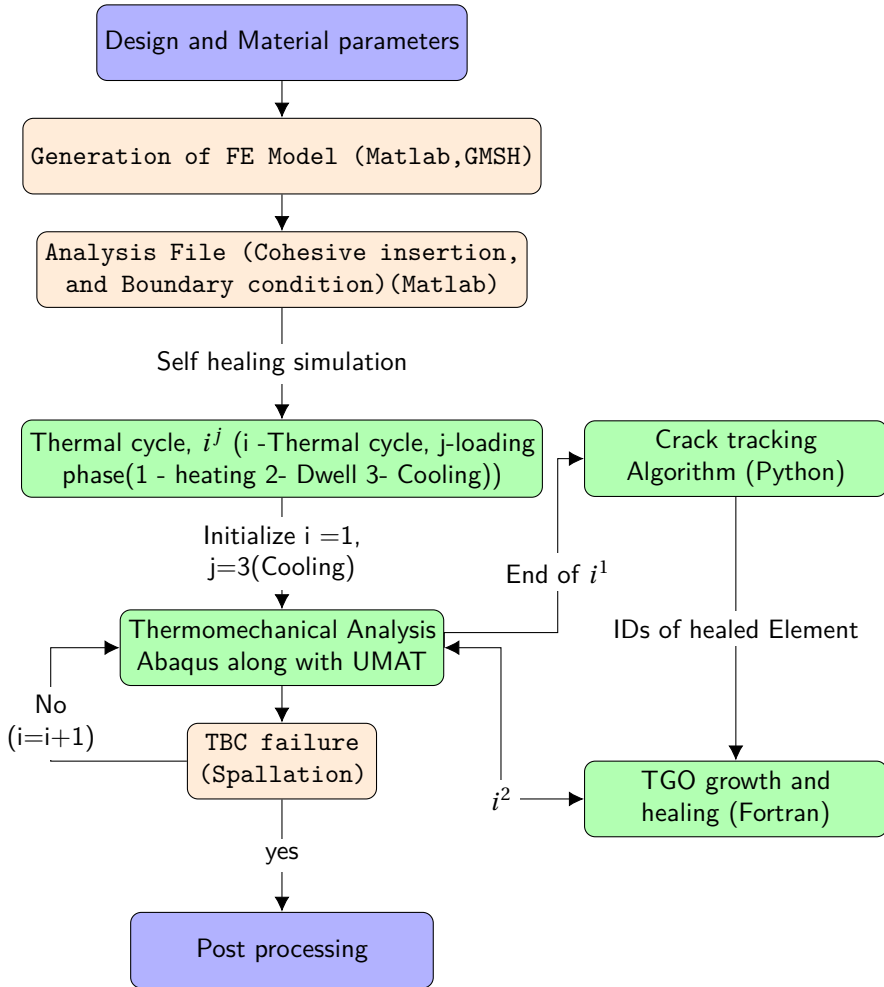 Design and Material parameters
Generation of FE Model (Matlab,GMSH)
Analysis File (Cohesive insertion,
and Boundary condition)(Matlab)
Self healing simulation
Thermal cycle, i^j (i -Thermal cycle, j-loading
phase(1 - heating 2- Dwell 3- Cooling))
Crack tracking
Algorithm (Python)
Initialize i =1,
j=3(Cooling)
End of i^1
Thermomechanical Analysis
Abaqus along with UMAT
IDs of healed Element
No
(i=i+1)
TBC failure
(Spallation)
i^2
TGO growth and
healing (Fortran)
yes
Post processing